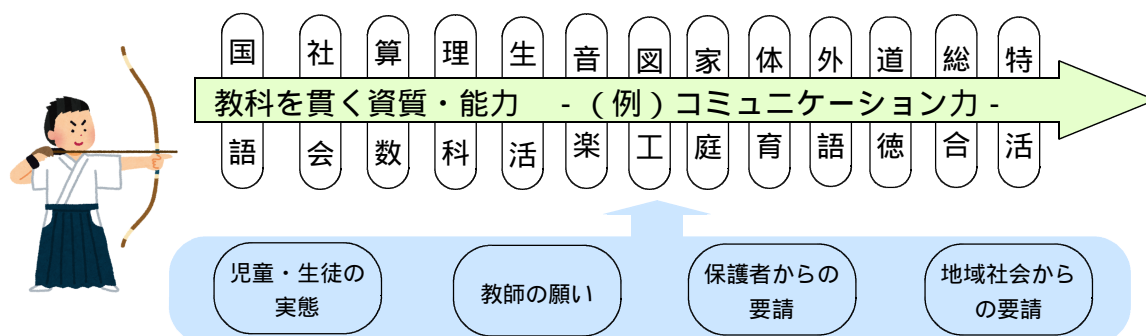 国語
社会
算数
理科
生活
音楽
図工
家庭
体育
外語
道徳
総合
特活
教科を貫く資質・能力 -（例）コミュニケーション力-
児童・生徒の
実態
教師の願い
保護者からの
要請
地域社会から
の要請